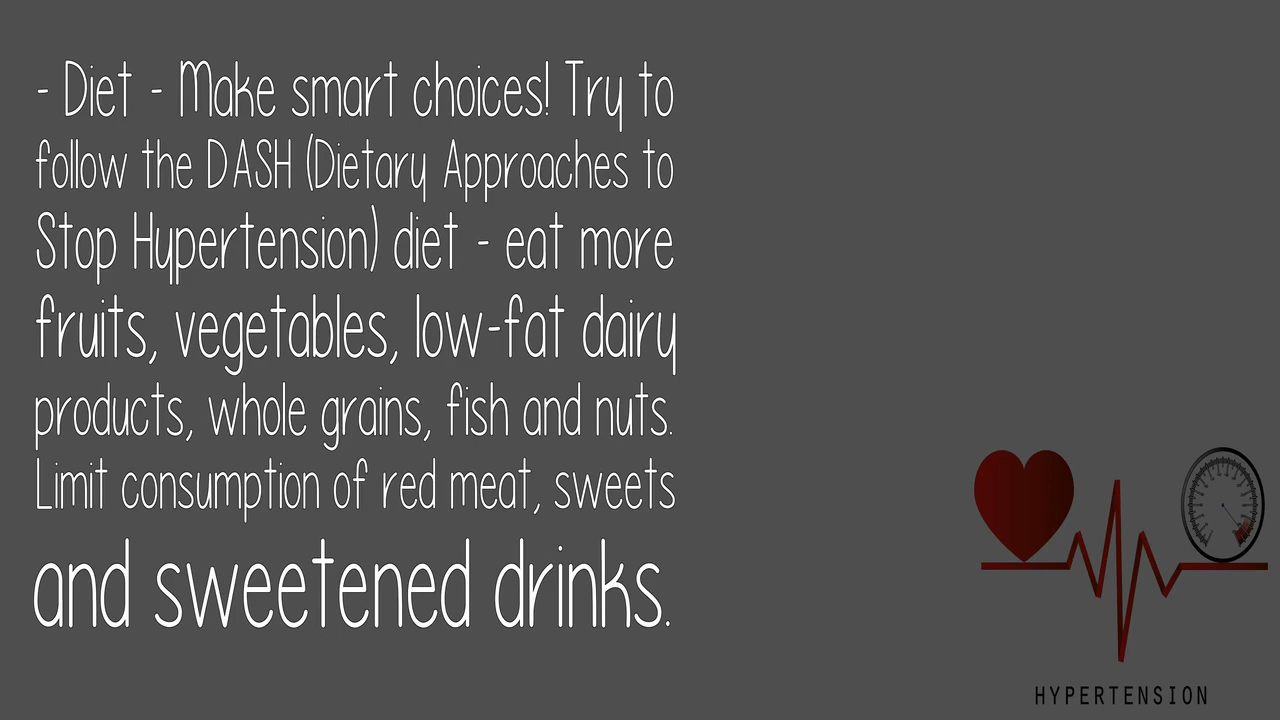 - Diet - Make smart choices! Try to
follow the DASH (Dietary Approaches to
Stop Hypertension) diet - eat more
fruits, vegetables, low-fat dairy
products, whole grains, fish and nuts.
Limit consumption of red meat, sweets
and sweetened drinks.
HYPERTENSION